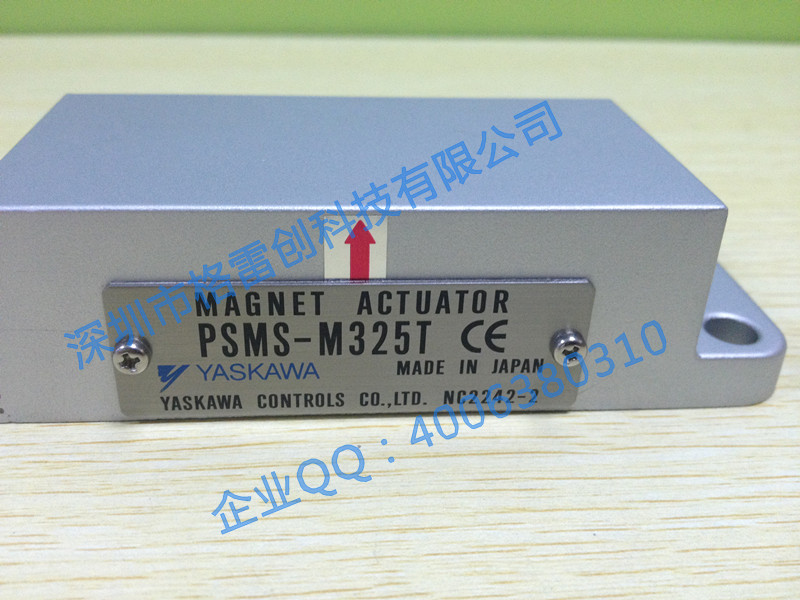 深圳市格雷创科技有限公司
MAGNET ACTUATOR
PSMS-M325T CE
YASKAWA MADE IN JAPAN
YASKAWA CONTROLS CO.,LTD. NC2242-2
企业QQ：4006380310